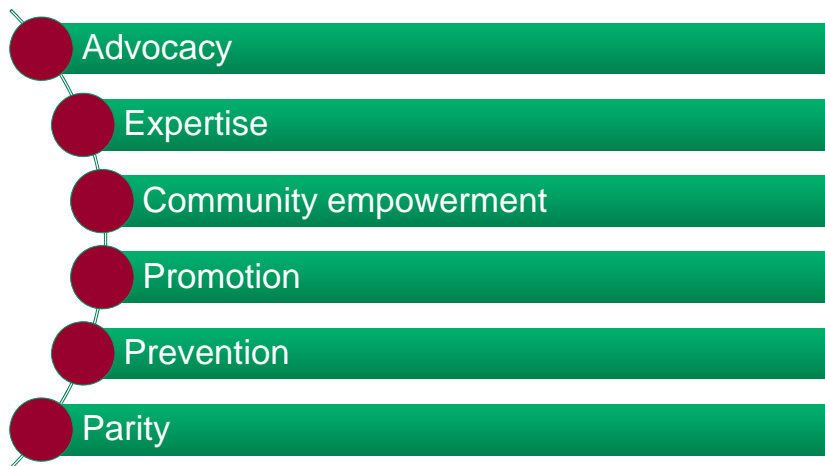 Advocacy
Expertise
Community empowerment
Promotion
Prevention
Parity